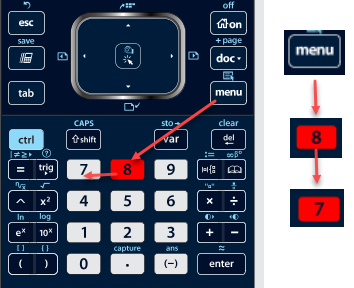 off
esc
on
save
+ page
doc
menu
tab
menu
CAPS
sto
clear
ctrl
shift
var
del
8
= trig 7 8 9
^ x² 4 5 6 × ÷
7
ln log
eˣ 10ˣ 1 2 3 + −
[ ] { } capture ans ≈
( ) 0 . (−) enter